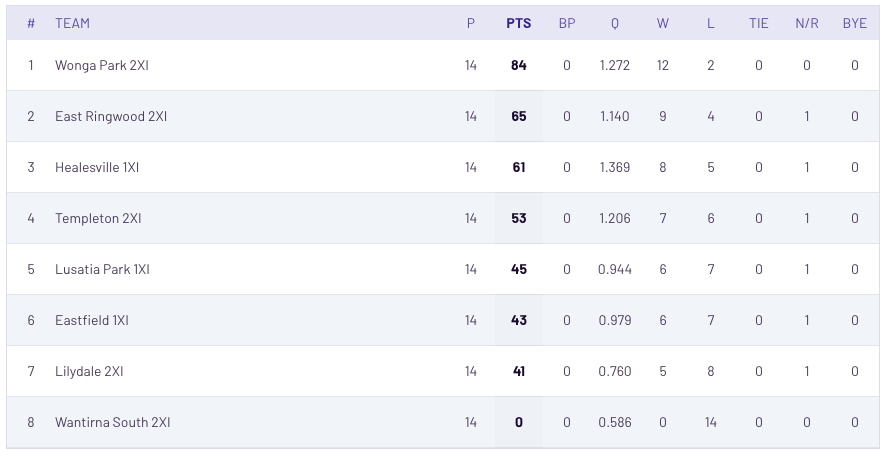 # TEAM P PTS BP Q W L TIE N/R BYE
1 Wonga Park 2XI 14 84 0 1.272 12 2 0 0 0
2 East Ringwood 2XI 14 65 0 1.140 9 4 0 1 0
3 Healesville 1XI 14 61 0 1.369 8 5 0 1 0
4 Templeton 2XI 14 53 0 1.206 7 6 0 1 0
5 Lusatia Park 1XI 14 45 0 0.944 6 7 0 1 0
6 Eastfield 1XI 14 43 0 0.979 6 7 0 1 0
7 Lilydale 2XI 14 41 0 0.760 5 8 0 1 0
8 Wantirna South 2XI 14 0 0 0.586 0 14 0 0 0